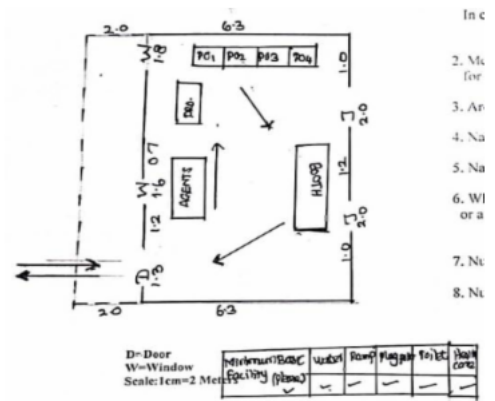 In c
2.0
6.3
W
1.8
PO1 PO2 PO3 PO4
1.0
2. Mo
for
PRO.
J
2.0
3. Ar
4. Na
0.7
W
1.6
AGENTS
1.2
BOOTH
5. Na
6. Wh
or a
1.2
J
2.0
1.0
D
1.3
7. Nu
2.0
6.3
8. Nu
D=Door
W=Window
Scale:1cm=2 Meters
Minimum Basic Facility (Please)
Water
Ramp
Toilet